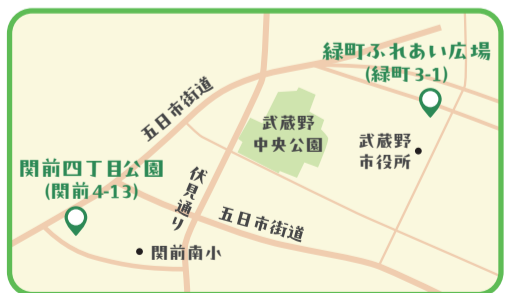 緑町ふれあい広場
(緑町3-1)
五日市街道
武蔵野
中央公園
武蔵野
市役所
関前四丁目公園
(関前4-13)
伏見通り
五日市街道
関前南小